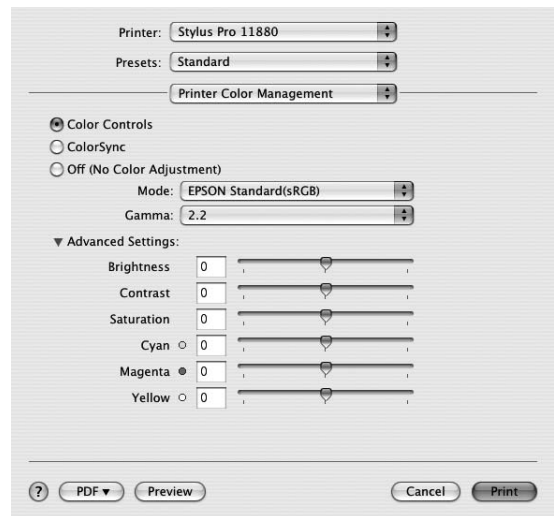 Printer: Stylus Pro 11880
Presets: Standard
Printer Color Management
Color Controls
ColorSync
Off (No Color Adjustment)
Mode: EPSON Standard(sRGB)
Gamma: 2.2
Advanced Settings:
Brightness 0
Contrast 0
Saturation 0
Cyan 0
Magenta 0
Yellow 0
? PDF Preview Cancel Print